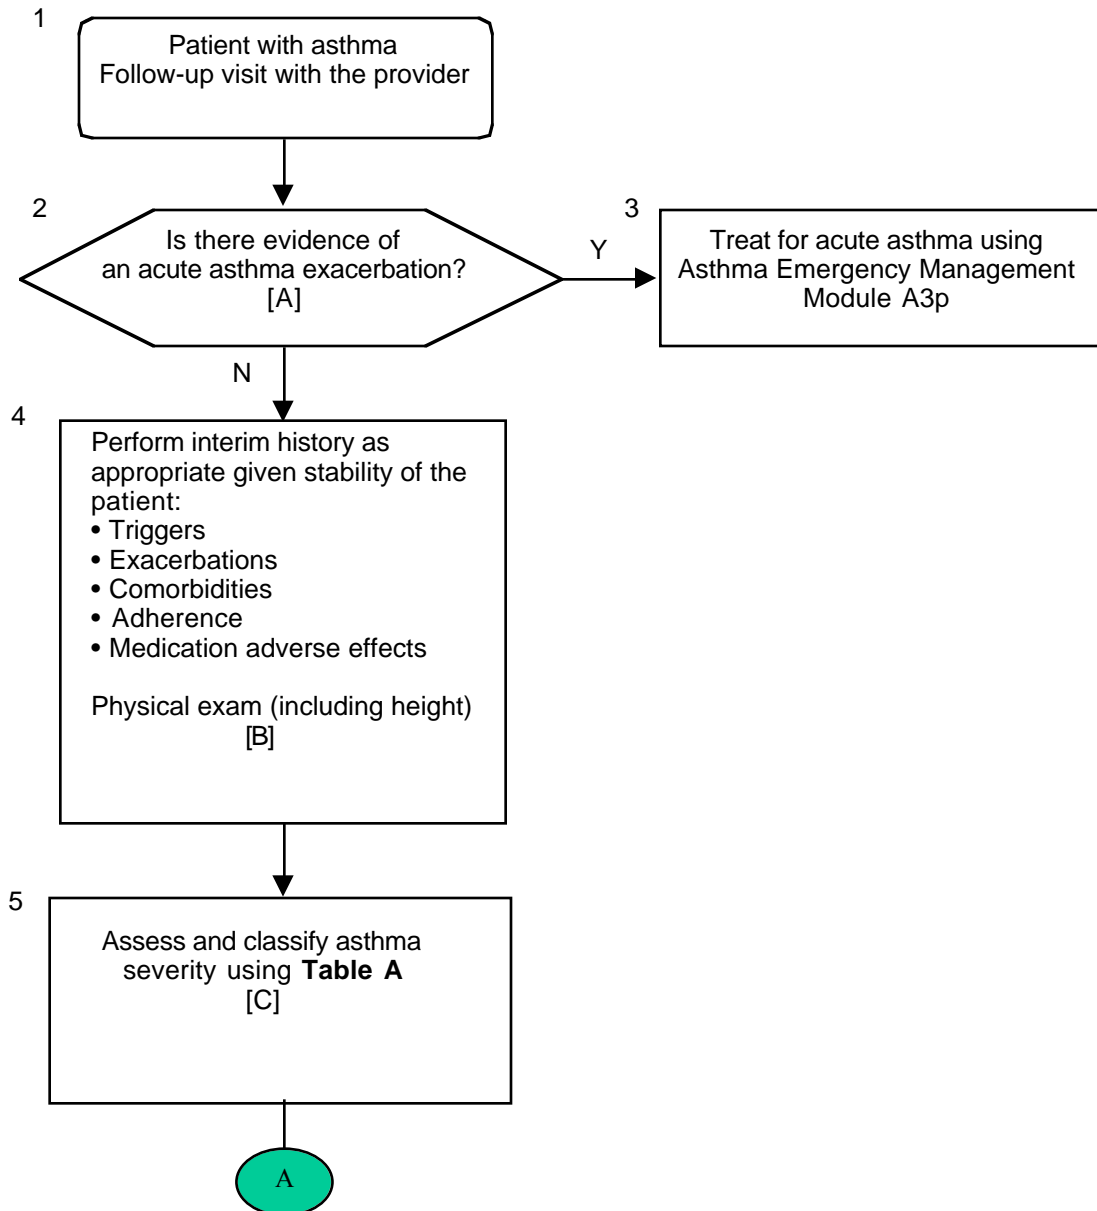 1
Patient with asthma
Follow-up visit with the provider
2
Is there evidence of
an acute asthma exacerbation?
[A]
Y
3
Treat for acute asthma using
Asthma Emergency Management
Module A3p
N
4
Perform interim history as
appropriate given stability of the
patient:
• Triggers
• Exacerbations
• Comorbidities
• Adherence
• Medication adverse effects
Physical exam (including height)
[B]
5
Assess and classify asthma
severity using Table A
[C]
A